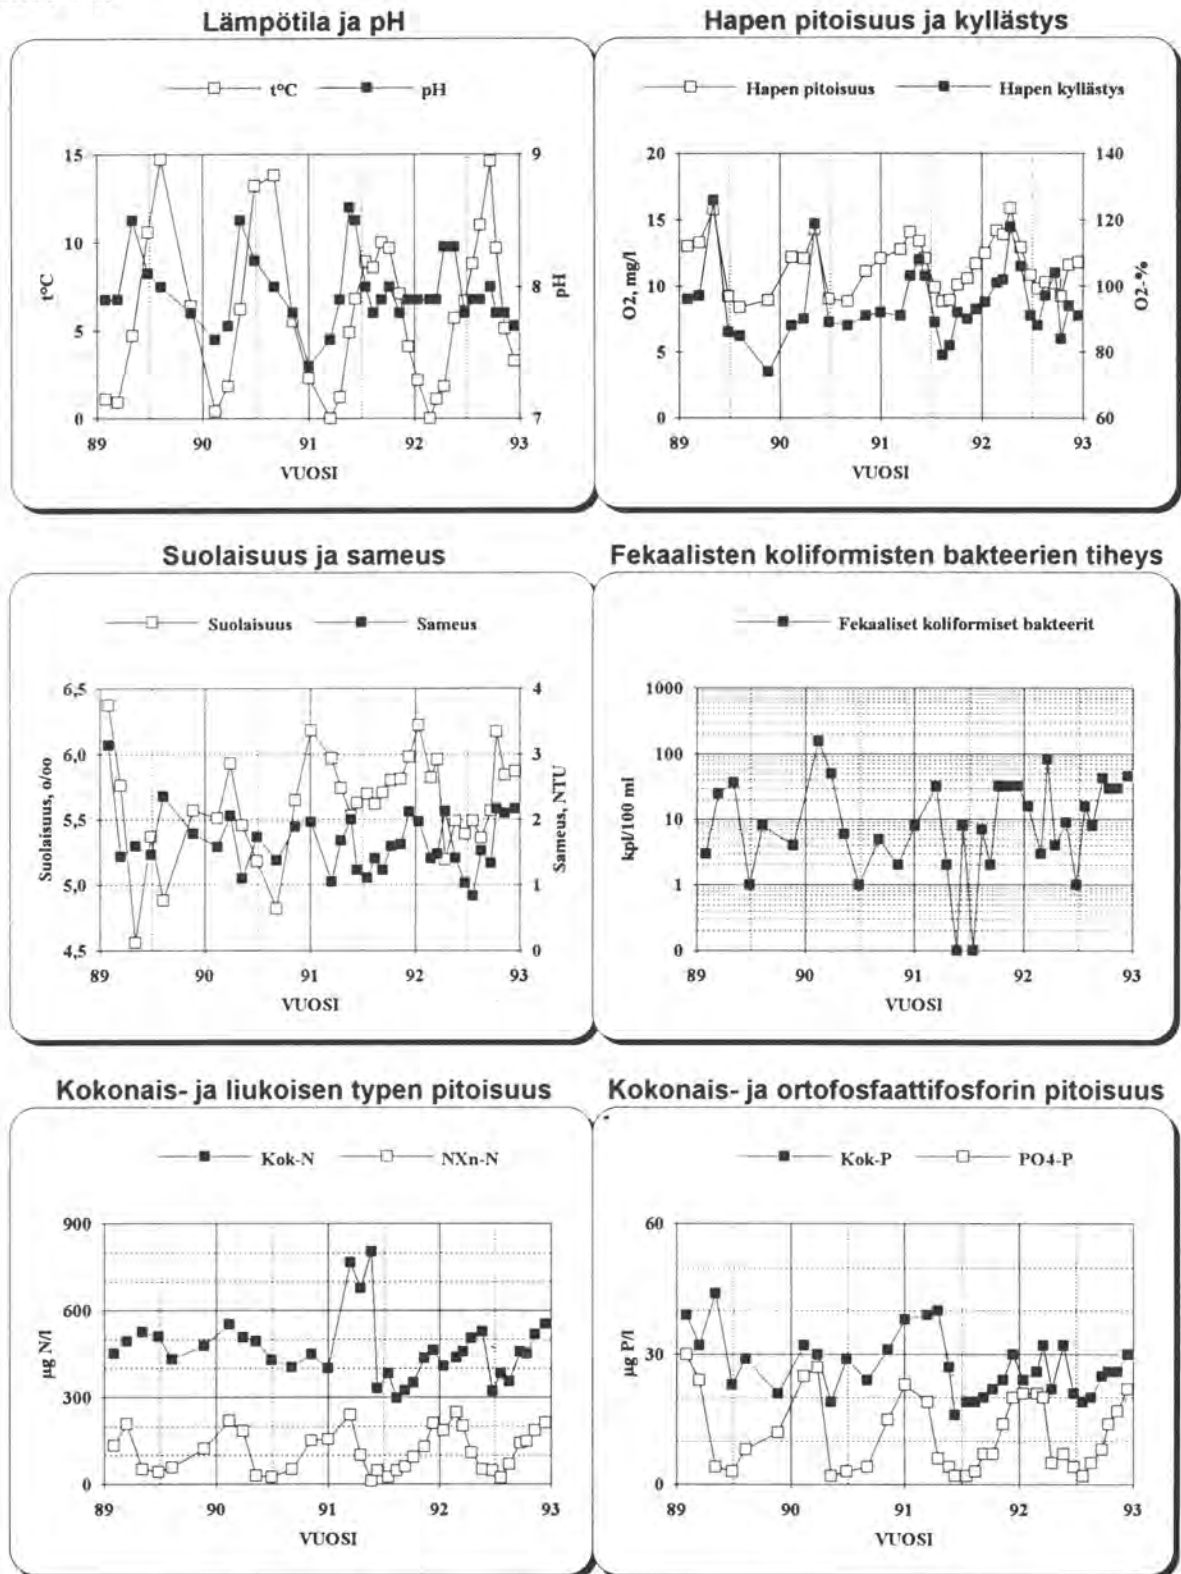 Lämpötila ja pH
t°C pH
15
10
5
0
t°C
9
8
7
pH
89 90 91 92 93
VUOSI
Hapen pitoisuus ja kyllästys
Hapen pitoisuus Hapen kyllästys
20
15
10
5
0
O2, mg/l
140
120
100
80
60
O2-%
89 90 91 92 93
VUOSI
Suolaisuus ja sameus
Suolaisuus Sameus
6,5
6,0
5,5
5,0
4,5
Suolaisuus, o/oo
4
3
2
1
0
Sameus, NTU
89 90 91 92 93
VUOSI
Fekaalisten koliformisten bakteerien tiheys
Fekaaliset koliformiset bakteerit
1000
100
10
1
0
kpl/100 ml
89 90 91 92 93
VUOSI
Kokonais- ja liukoisen typen pitoisuus
Kok-N NXn-N
900
600
300
0
µg N/l
89 90 91 92 93
VUOSI
Kokonais- ja ortofosfaattifosforin pitoisuus
Kok-P PO4-P
60
30
0
µg P/l
89 90 91 92 93
VUOSI